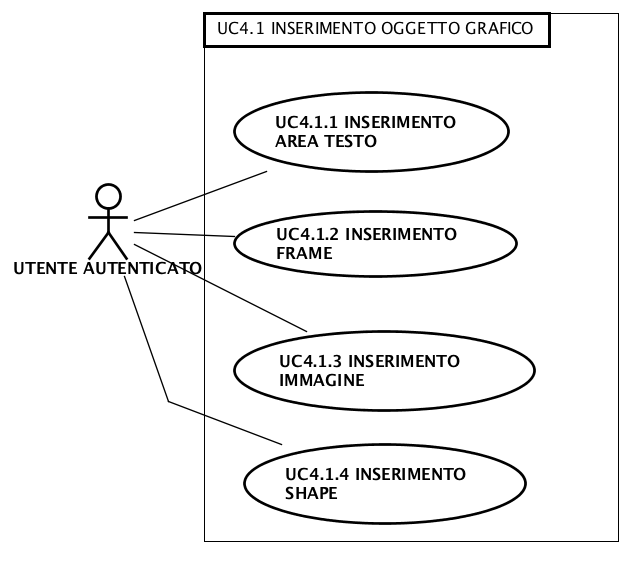 UC4.1 INSERIMENTO OGGETTO GRAFICO
UC4.1.1 INSERIMENTO
AREA TESTO
UC4.1.2 INSERIMENTO
FRAME
UTENTE AUTENTICATO
UC4.1.3 INSERIMENTO
IMMAGINE
UC4.1.4 INSERIMENTO
SHAPE